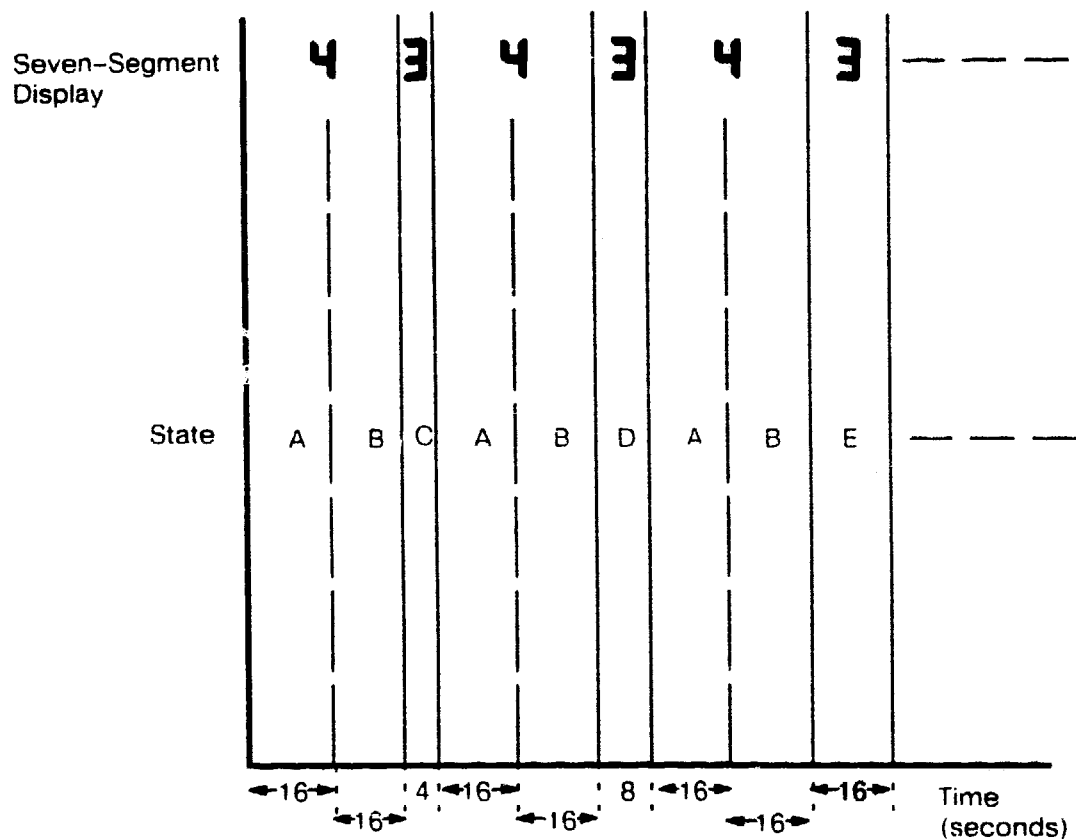 Seven-Segment Display 4 3 4 3 4 3
State A B C A B D A B E
16 16 4 16 16 8 16 16 16
Time (seconds)